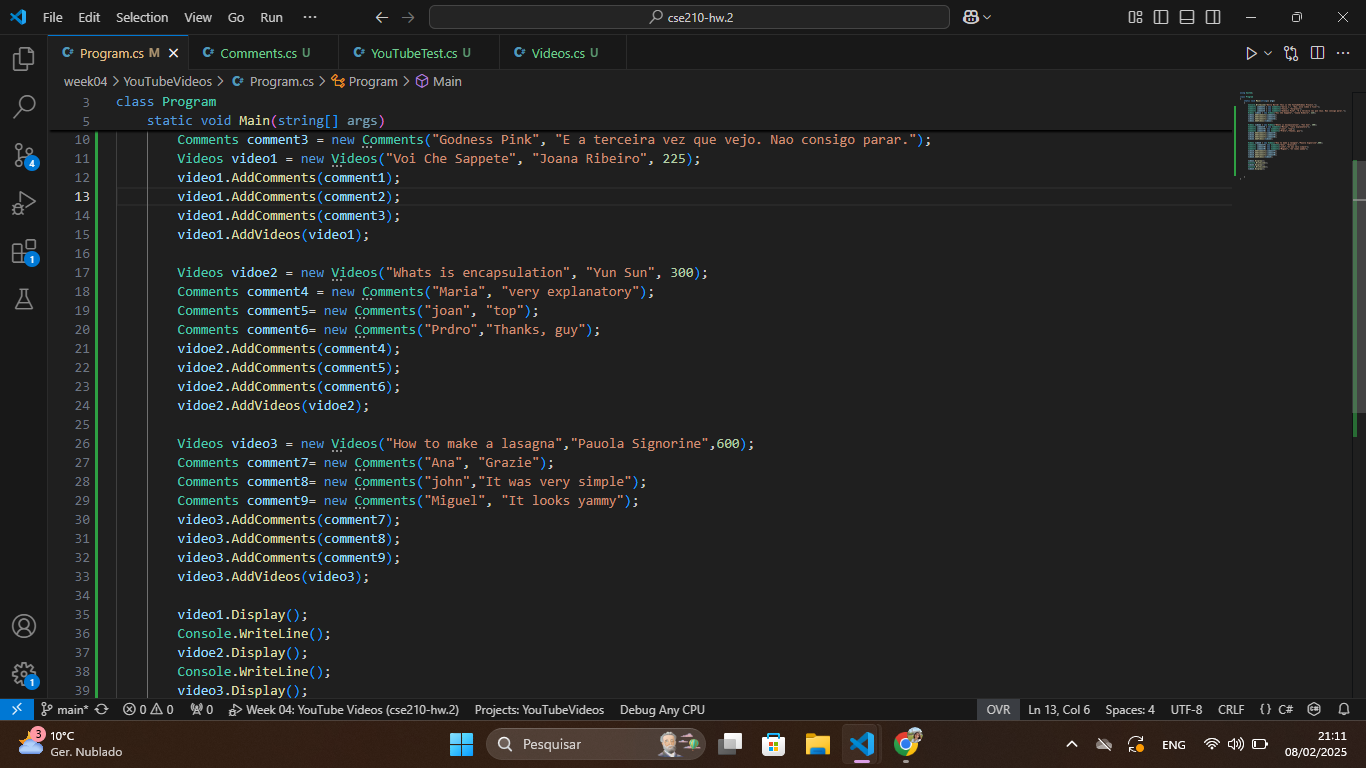 File Edit Selection View Go Run ··· cse210-hw.2
Program.cs M Comments.cs U YouTubeTest.cs U Videos.cs U
week04 > YouTubeVideos > Program.cs > Program > Main
3 class Program
5 static void Main(string[] args)
10 Comments comment3 = new Comments("Godness Pink", "E a terceira vez que vejo. Nao consigo parar.");
11 Videos video1 = new Videos("Voi Che Sappete", "Joana Ribeiro", 225);
12 video1.AddComments(comment1);
13 video1.AddComments(comment2);
14 video1.AddComments(comment3);
15 video1.AddVideos(video1);
16
17 Videos vidoe2 = new Videos("Whats is encapsulation", "Yun Sun", 300);
18 Comments comment4 = new Comments("Maria", "very explanatory");
19 Comments comment5= new Comments("joan", "top");
20 Comments comment6= new Comments("Prdro","Thanks, guy");
21 vidoe2.AddComments(comment4);
22 vidoe2.AddComments(comment5);
23 vidoe2.AddComments(comment6);
24 vidoe2.AddVideos(vidoe2);
25
26 Videos video3 = new Videos("How to make a lasagna","Pauola Signorine",600);
27 Comments comment7= new Comments("Ana", "Grazie");
28 Comments comment8= new Comments("john","It was very simple");
29 Comments comment9= new Comments("Miguel", "It looks yammy");
30 video3.AddComments(comment7);
31 video3.AddComments(comment8);
32 video3.AddComments(comment9);
33 video3.AddVideos(video3);
34
35 video1.Display();
36 Console.WriteLine();
37 vidoe2.Display();
38 Console.WriteLine();
39 video3.Display();
4
1
1
main* 0 0 0 Week 04: YouTube Videos (cse210-hw.2) Projects: YouTubeVideos Debug Any CPU OVR Ln 13, Col 6 Spaces: 4 UTF-8 CRLF {} C#
3 10°C
Ger. Nublado
Pesquisar
ENG
21:11
08/02/2025